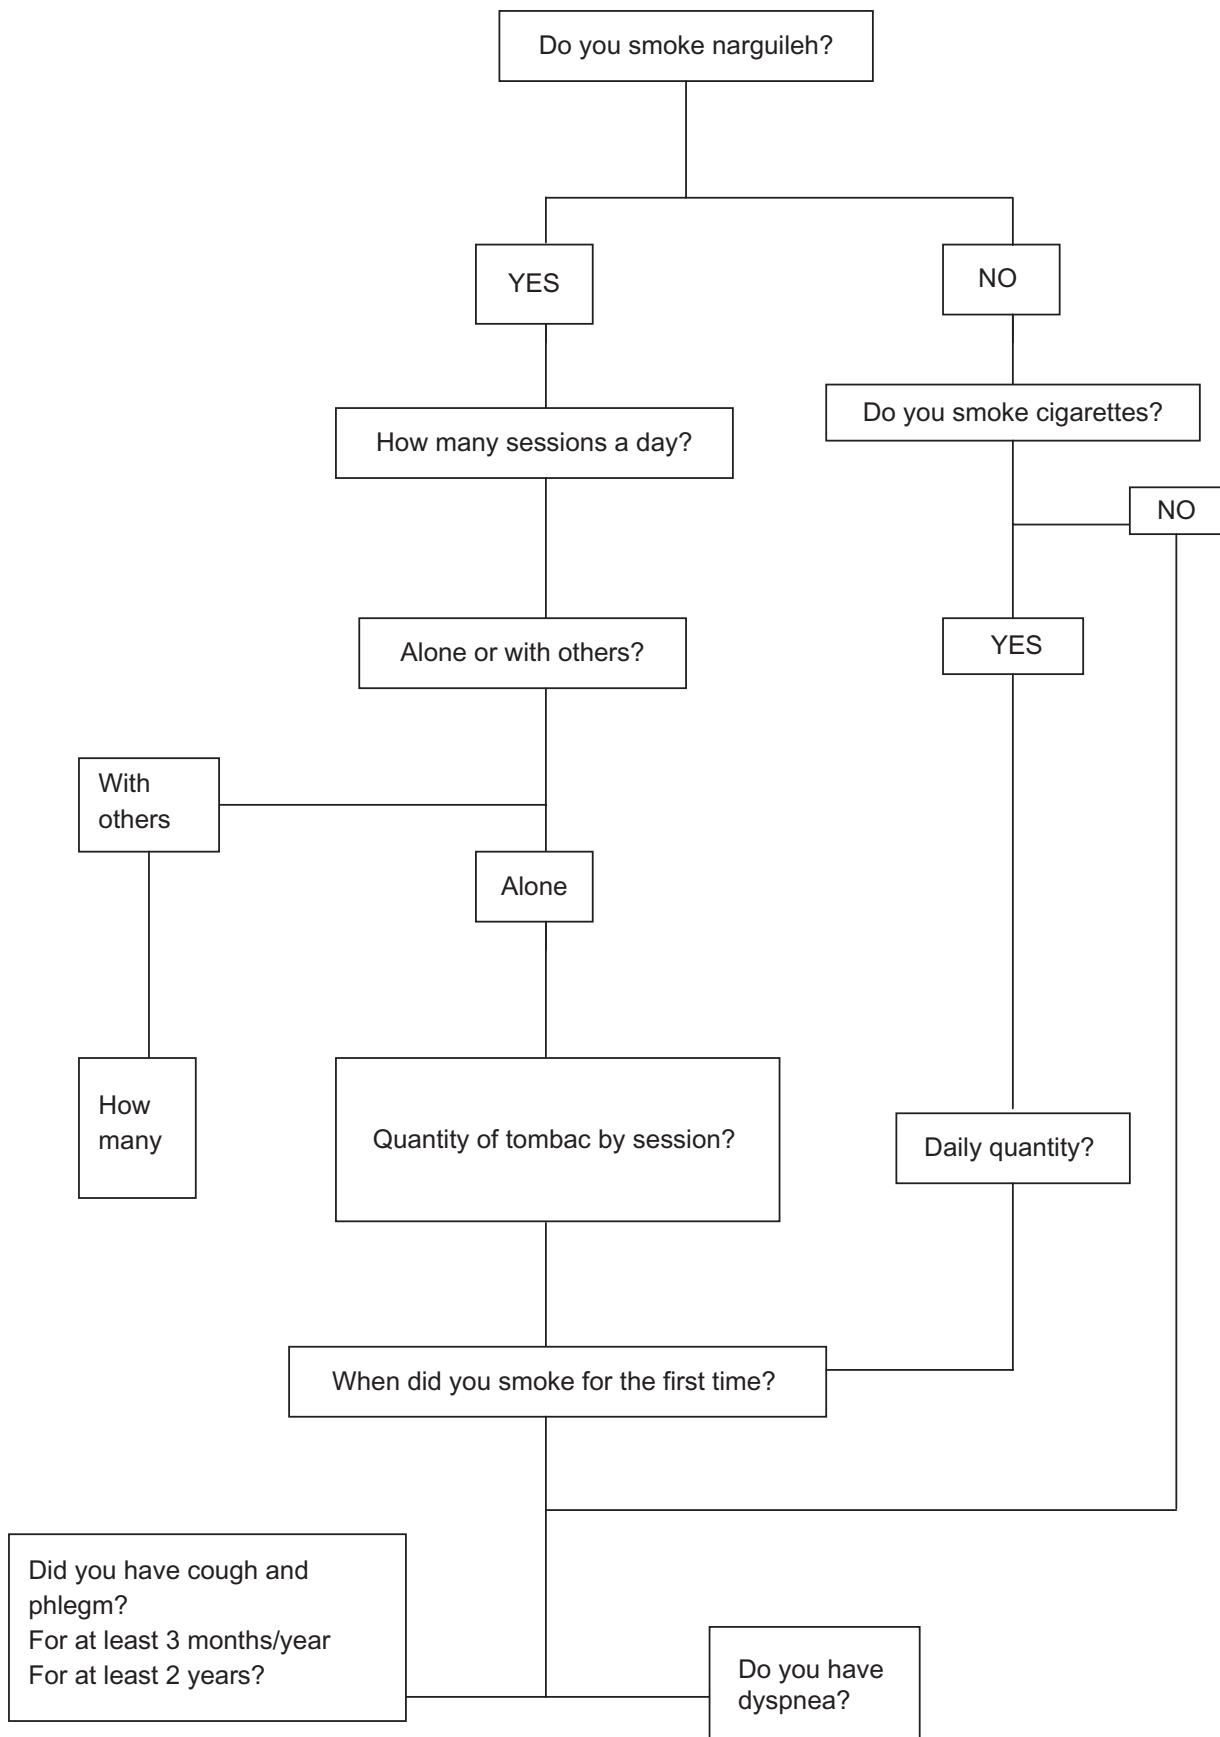 Do you smoke narguileh?
YES
NO
Do you smoke cigarettes?
How many sessions a day?
NO
Alone or with others?
YES
With
others
Alone
How
many
Quantity of tombac by session?
Daily quantity?
When did you smoke for the first time?
Did you have cough and
phlegm?
For at least 3 months/year
For at least 2 years?
Do you have
dyspnea?